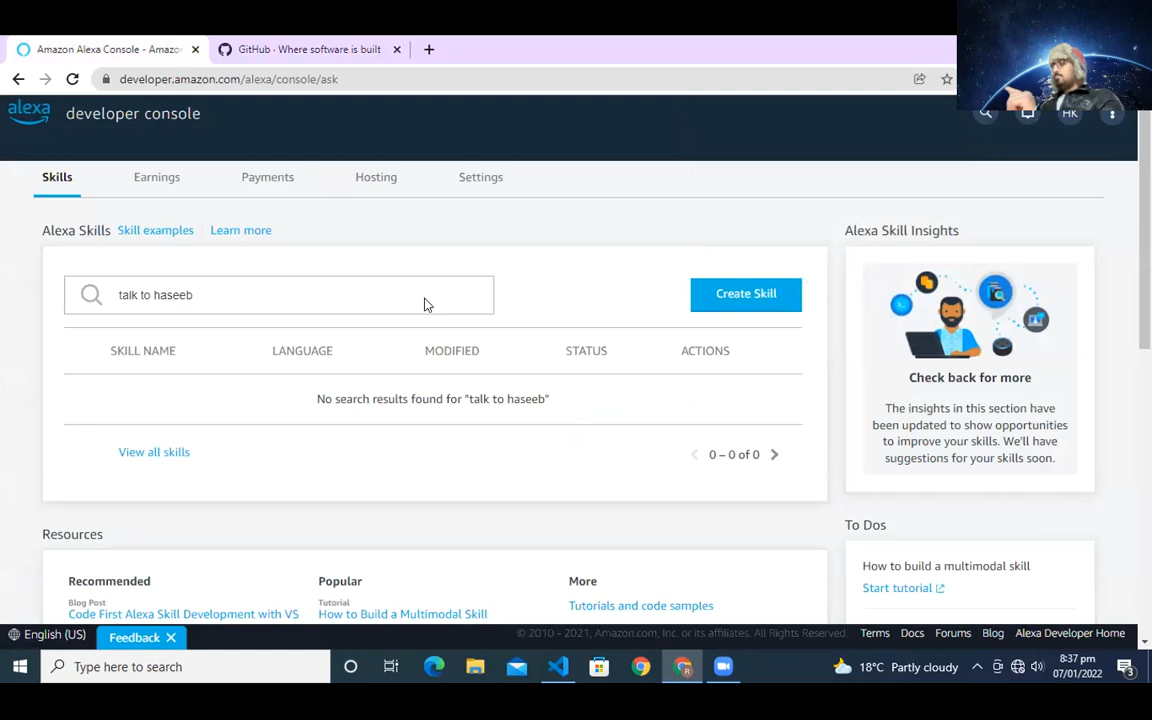 Amazon Alexa Console - Amazo
GitHub · Where software is built
developer.amazon.com/alexa/console/ask
alexa
developer console
HK
Skills
Earnings
Payments
Hosting
Settings
Alexa Skills
Skill examples
Learn more
Alexa Skill Insights
talk to haseeb
Create Skill
SKILL NAME
LANGUAGE
MODIFIED
STATUS
ACTIONS
No search results found for "talk to haseeb"
View all skills
0 – 0 of 0
Check back for more
The insights in this section have
been updated to show opportunities
to improve your skills. We'll have
suggestions for your skills soon.
Resources
To Dos
Recommended
Blog Post
Code First Alexa Skill Development with VS
Popular
Tutorial
How to Build a Multimodal Skill
More
Tutorials and code samples
How to build a multimodal skill
Start tutorial
English (US)
Feedback
© 2010 - 2021, Amazon.com, Inc. or its affiliates. All Rights Reserved.
Terms
Docs
Forums
Blog
Alexa Developer Home
Type here to search
R
18°C Partly cloudy
8:37 pm
07/01/2022
3